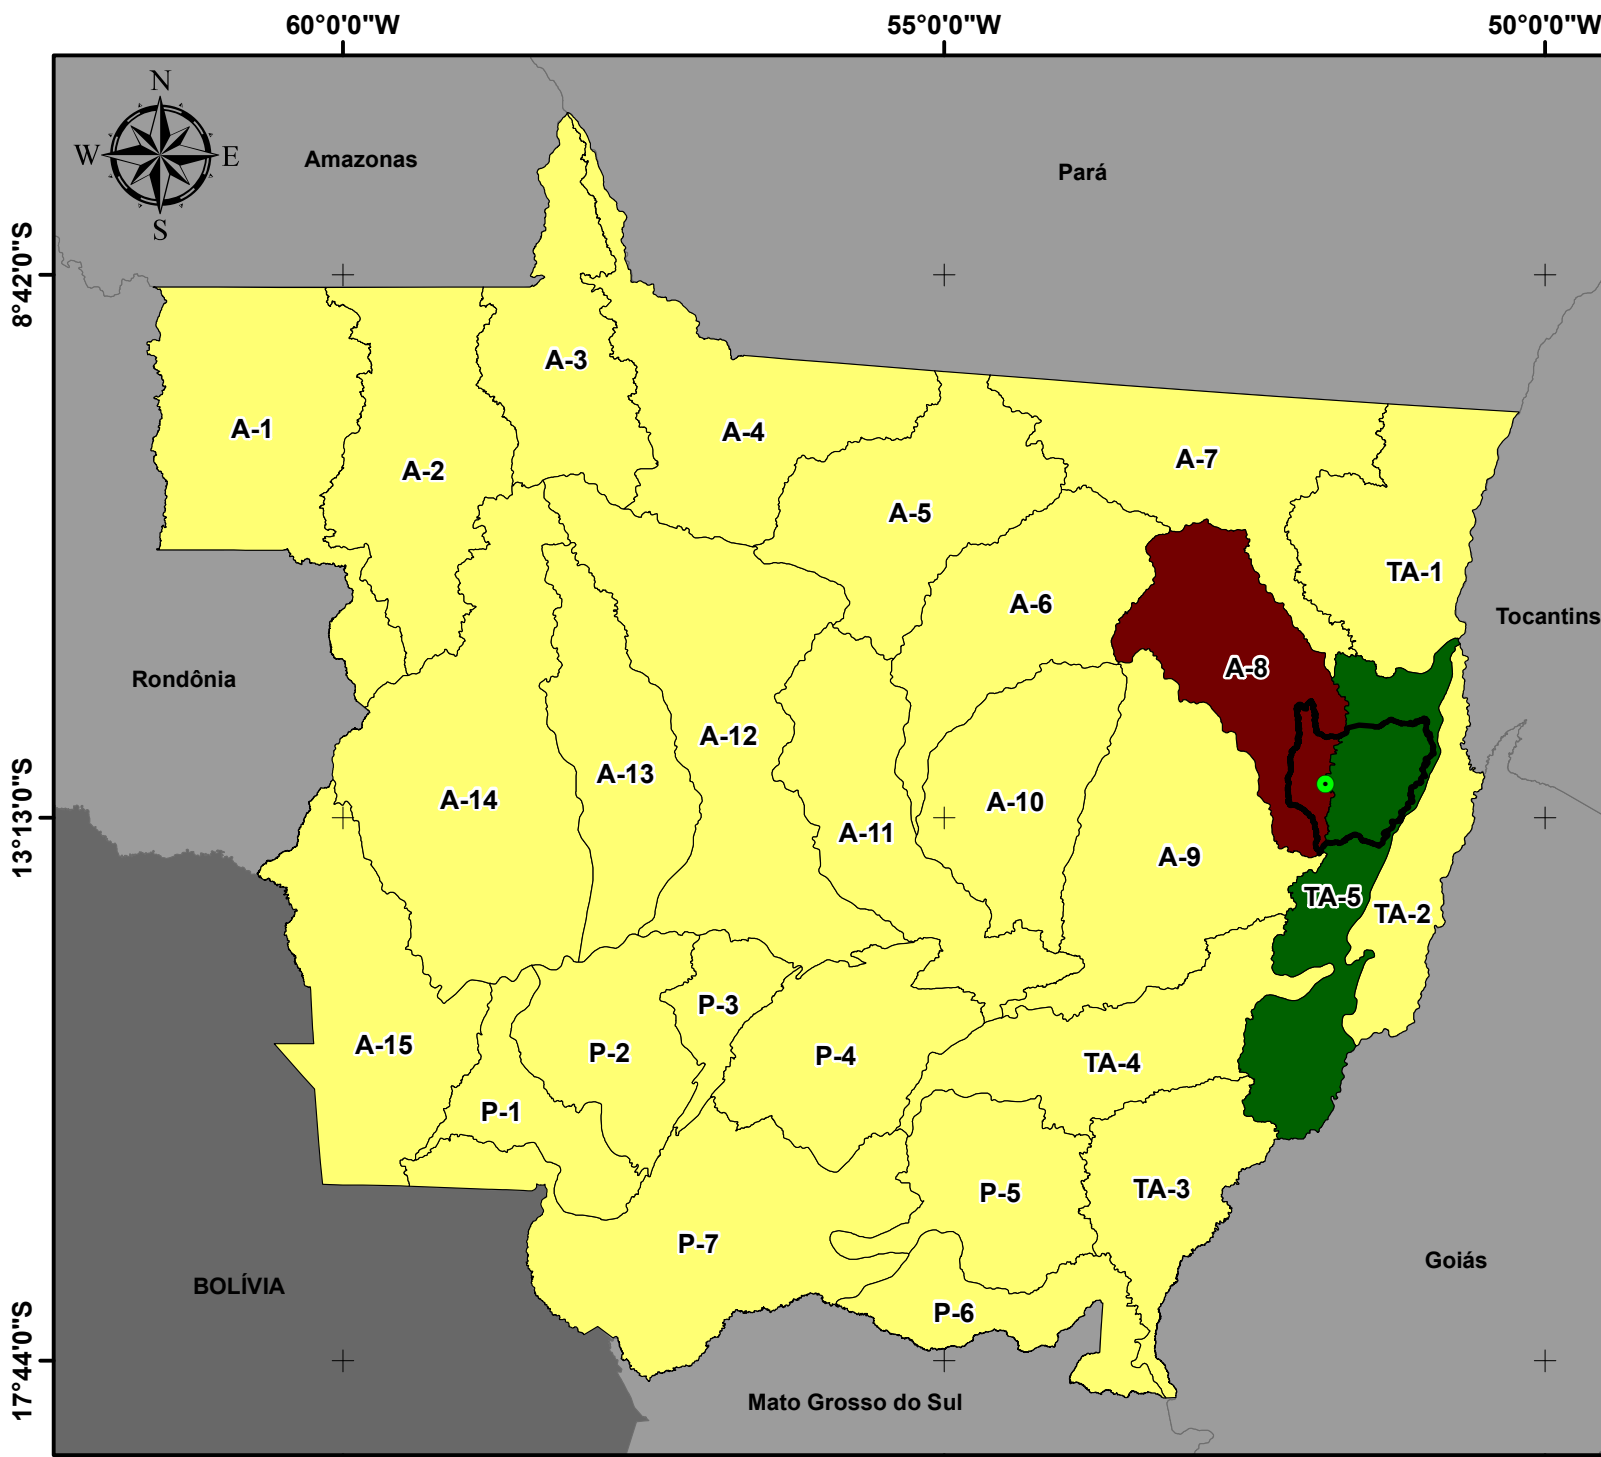 60°0'0"W
55°0'0"W
50°0'0"W
N
W
E
S
Amazonas
Pará
8°42'0"S
A-3
A-1
A-4
A-7
A-2
A-5
TA-1
A-6
Tocantins
A-8
Rondônia
A-12
A-13
A-14
A-10
13°13'0"S
A-11
A-9
TA-5
TA-2
P-3
A-15
P-2
P-4
TA-4
P-1
TA-3
P-5
P-7
Goiás
BOLÍVIA
P-6
17°44'0"S
Mato Grosso do Sul